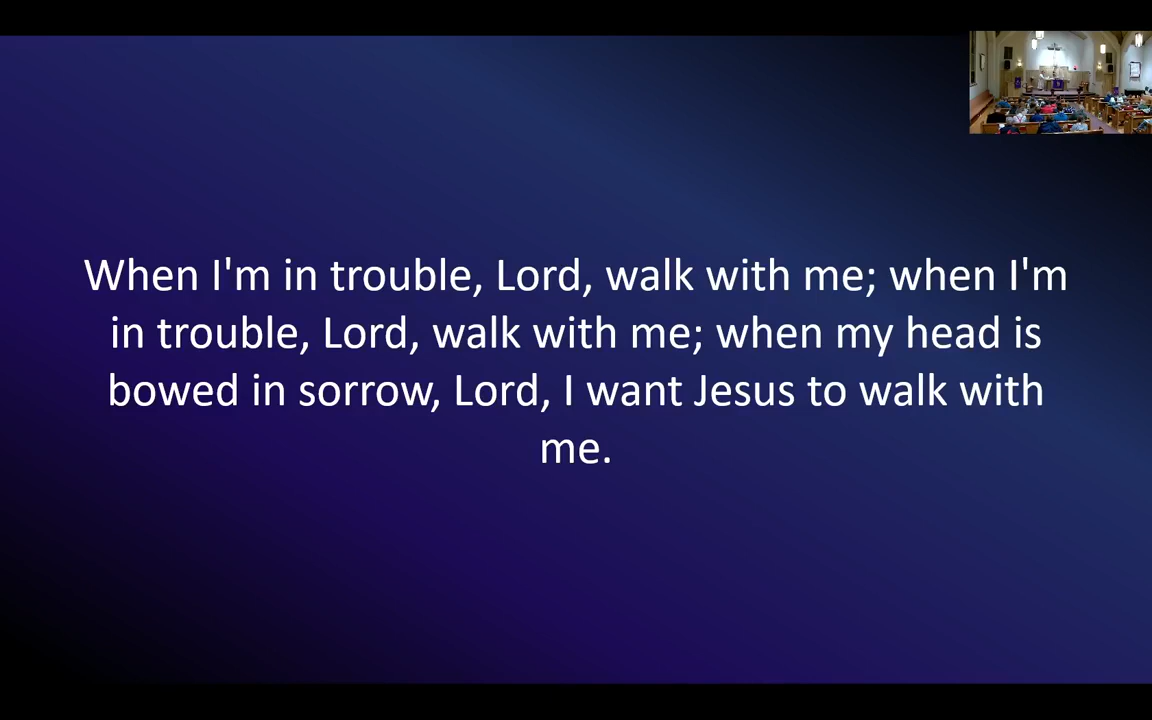 When I'm in trouble, Lord, walk with me; when I'm
in trouble, Lord, walk with me; when my head is
bowed in sorrow, Lord, I want Jesus to walk with
me.